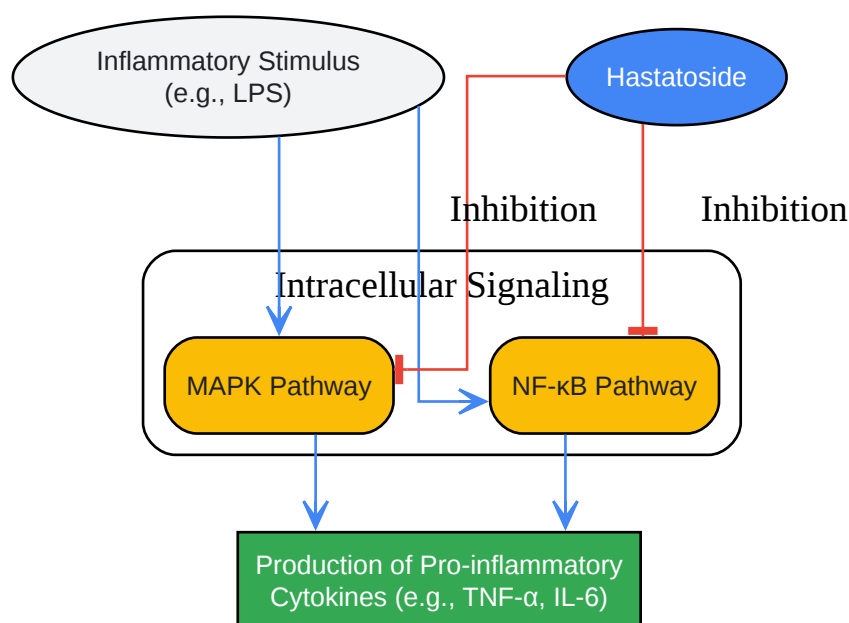 Inflammatory Stimulus
(e.g., LPS)
Hastatoside
Inhibition
Inhibition
Intracellular Signaling
MAPK Pathway
NF-κB Pathway
Production of Pro-inflammatory
Cytokines (e.g., TNF-α, IL-6)